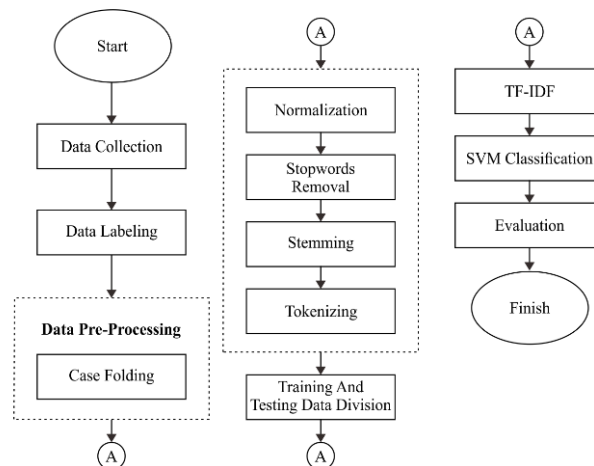 Start
Data Collection
Data Labeling
Data Pre-Processing
Case Folding
A
A
Normalization
Stopwords
Removal
Stemming
Tokenizing
Training And
Testing Data Division
A
A
TF-IDF
SVM Classification
Evaluation
Finish